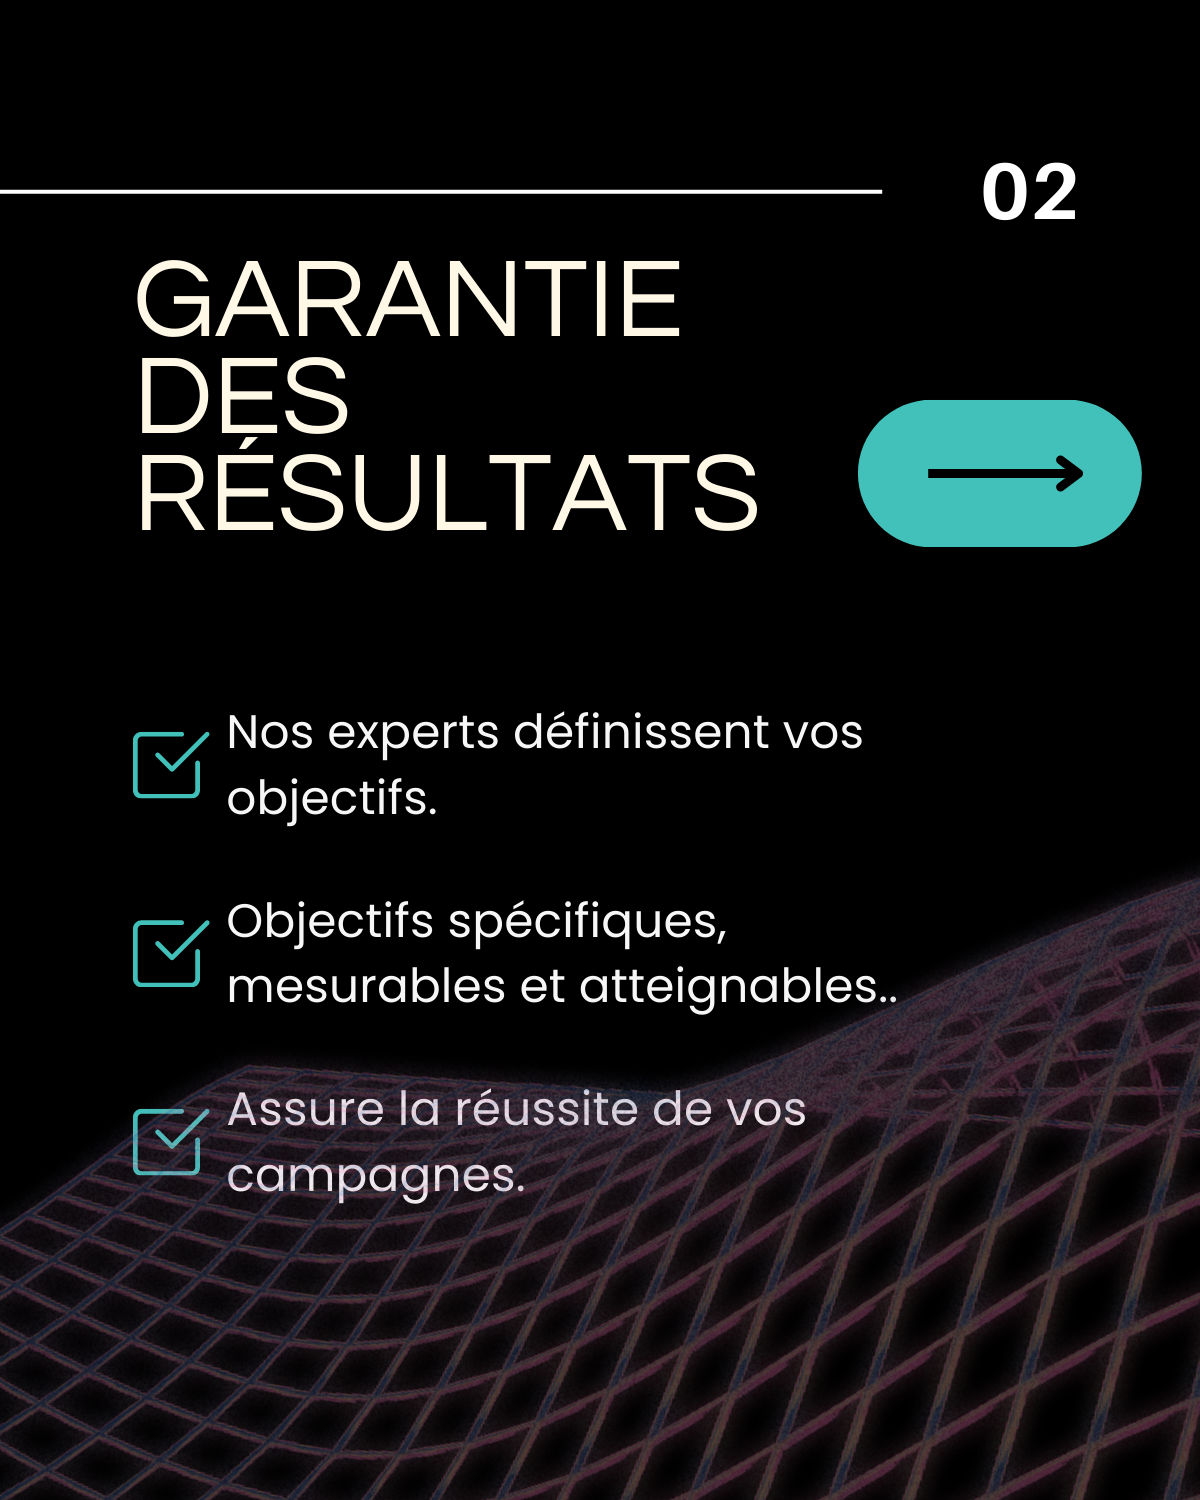 02
GARANTIE
DES
RÉSULTATS
Nos experts définissent vos
objectifs.
Objectifs spécifiques,
mesurables et atteignables..
Assure la réussite de vos
campagnes.